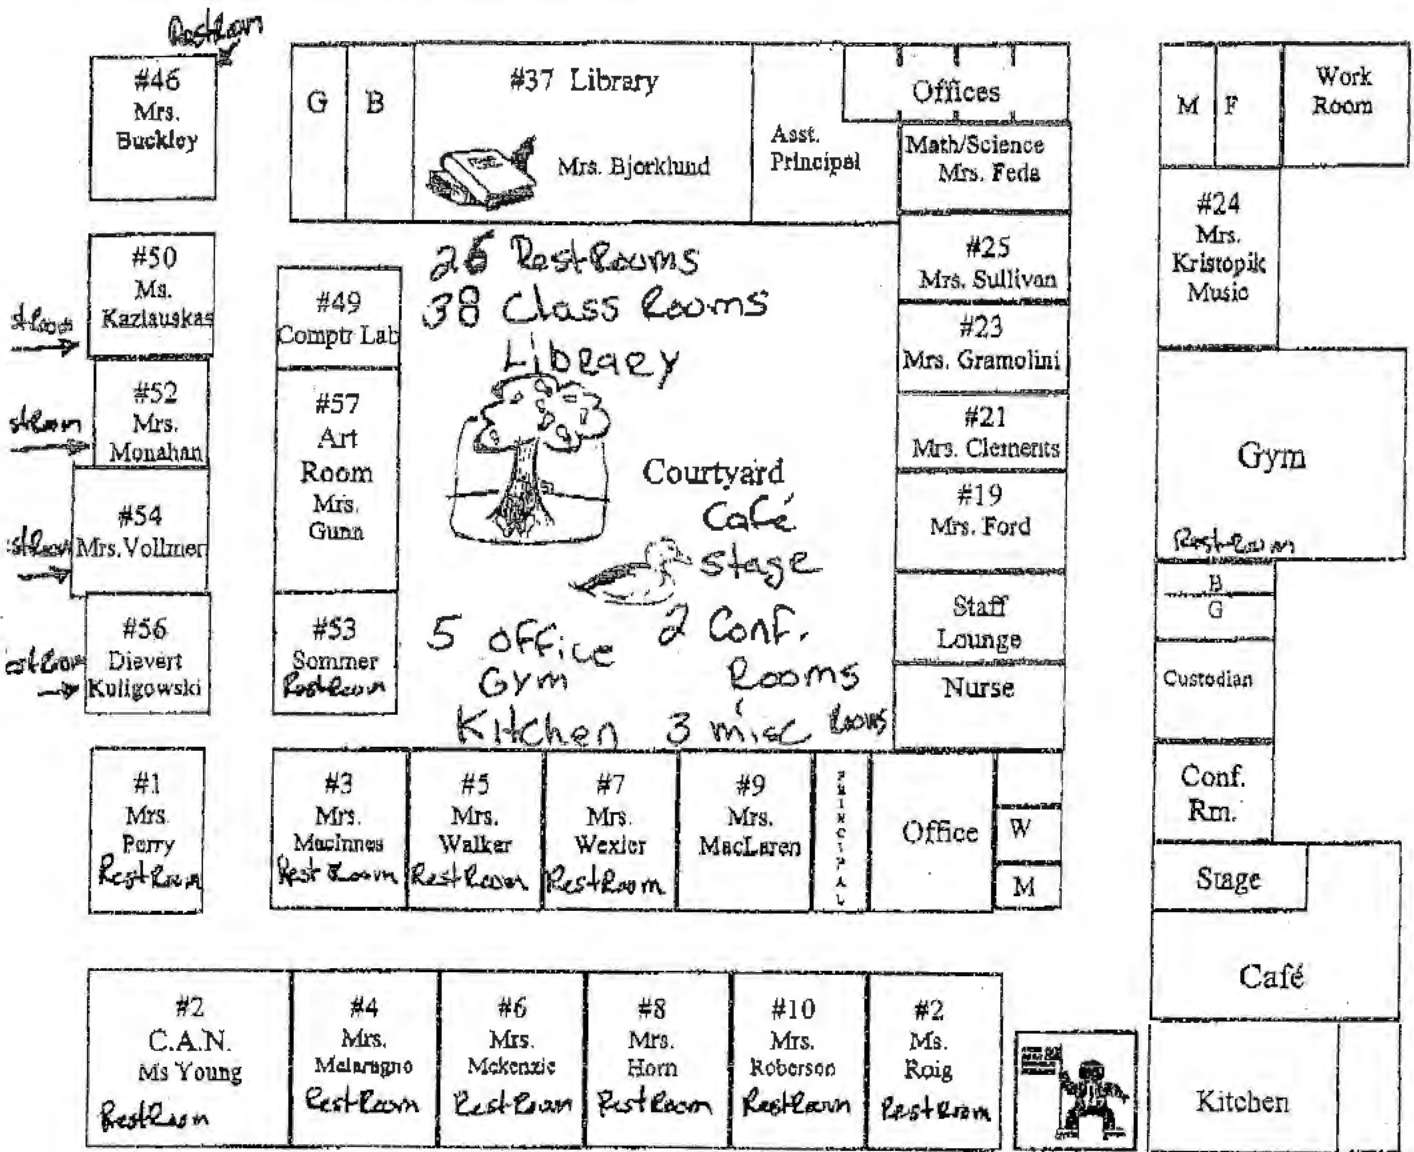 RestRoom
#46
Mrs.
Buckley
G
B
#37 Library
Mrs. Bjorklund
Asst.
Principal
Offices
Math/Science
Mrs. Feda
M
F
Work
Room
#50
Ms.
Kazlauskas
#49
Comptr Lab
26 RestRooms
38 Class Rooms
Library
#25
Mrs. Sullivan
#24
Mrs.
Kristopik
Music
#23
Mrs. Gramolini
#52
Mrs.
Monahan
#57
Art
Room
Mrs.
Gunn
#21
Mrs. Clements
Gym
RestRoom
#54
Mrs. Vollmer
Courtyard
Café
stage
#19
Mrs. Ford
B
G
#56
Dievert
Kuligowski
#53
Sommer
RestRoom
5 office
Gym
Kitchen
2 Conf.
Rooms
3 misc Rooms
Staff
Lounge
Nurse
Custodian
#1
Mrs.
Perry
RestRoom
#3
Mrs.
MacInnes
Rest Room
#5
Mrs.
Walker
RestRoom
#7
Mrs.
Wexler
RestRoom
#9
Mrs.
MacLaren
PRINCIPAL
Office
W
M
Conf.
Rm.
Stage
Café
#2
C.A.N.
Ms Young
RestRoom
#4
Mrs.
Malaragno
RestRoom
#6
Mrs.
Mckenzie
RestRoom
#8
Mrs.
Horn
RestRoom
#10
Mrs.
Roberson
RestRoom
#2
Ms.
Roig
RestRoom
Kitchen